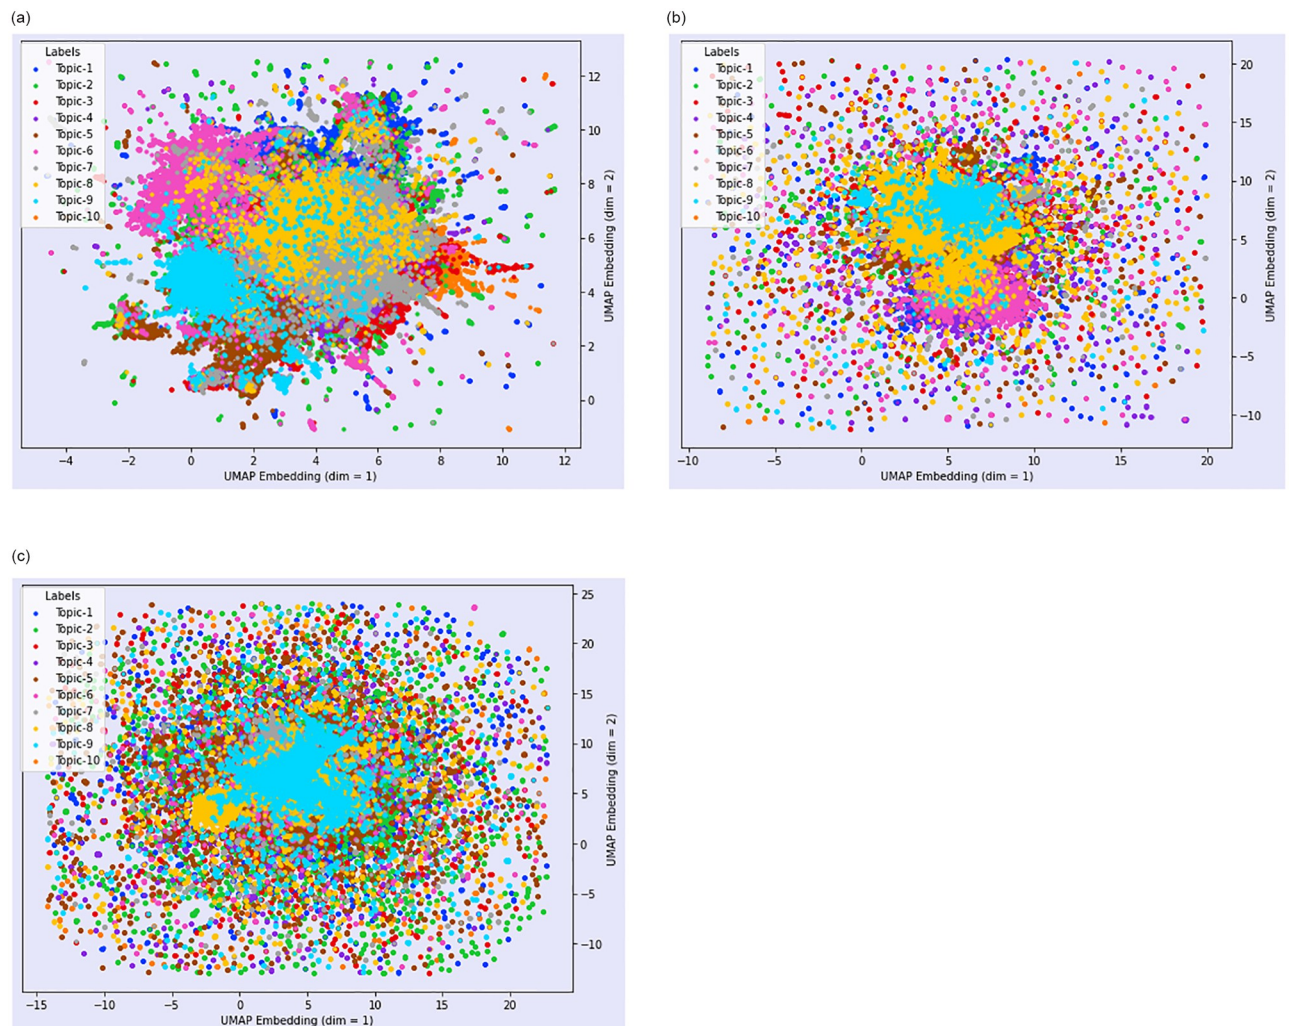 (a)
Labels
Topic-1
Topic-2
Topic-3
Topic-4
Topic-5
Topic-6
Topic-7
Topic-8
Topic-9
Topic-10
12
10
8
6
4
2
0
UMAP Embedding (dim = 2)
−4 −2 0 2 4 6 8 10 12
UMAP Embedding (dim = 1)
(b)
Labels
Topic-1
Topic-2
Topic-3
Topic-4
Topic-5
Topic-6
Topic-7
Topic-8
Topic-9
Topic-10
20
15
10
5
0
−5
−10
UMAP Embedding (dim = 2)
−10 −5 0 5 10 15 20
UMAP Embedding (dim = 1)
(c)
Labels
Topic-1
Topic-2
Topic-3
Topic-4
Topic-5
Topic-6
Topic-7
Topic-8
Topic-9
Topic-10
25
20
15
10
5
0
−5
−10
UMAP Embedding (dim = 2)
−15 −10 −5 0 5 10 15 20
UMAP Embedding (dim = 1)